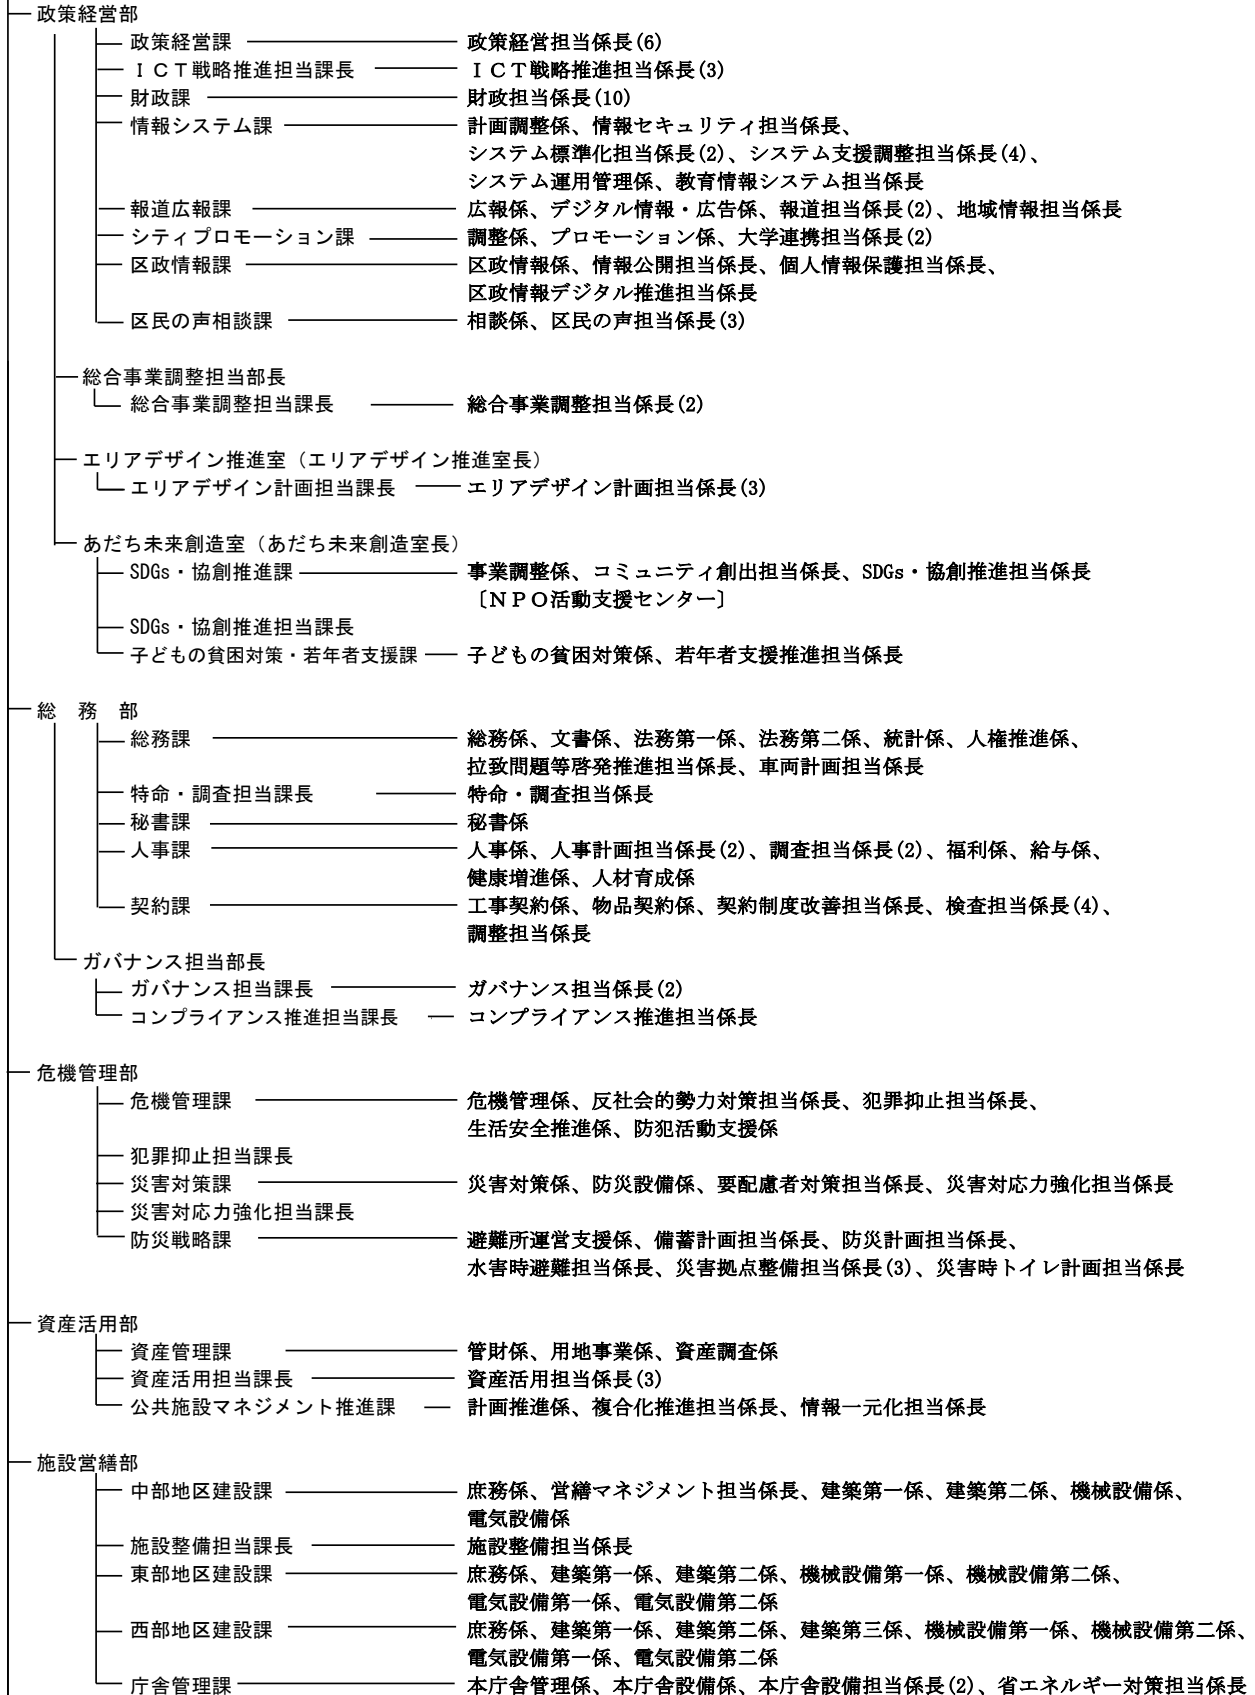 政策経営部
政策経営課 政策経営担当係長(6)
ＩＣＴ戦略推進担当課長 ＩＣＴ戦略推進担当係長(3)
財政課 財政担当係長(10)
情報システム課 計画調整係、情報セキュリティ担当係長、
システム標準化担当係長(2)、システム支援調整担当係長(4)、
システム運用管理係、教育情報システム担当係長
報道広報課 広報係、デジタル情報・広告係、報道担当係長(2)、地域情報担当係長
シティプロモーション課 調整係、プロモーション係、大学連携担当係長(2)
区政情報課 区政情報係、情報公開担当係長、個人情報保護担当係長、
区政情報デジタル推進担当係長
区民の声相談課 相談係、区民の声担当係長(3)
総合事業調整担当部長
総合事業調整担当課長 総合事業調整担当係長(2)
エリアデザイン推進室（エリアデザイン推進室長）
エリアデザイン計画担当課長 エリアデザイン計画担当係長(3)
あだち未来創造室（あだち未来創造室長）
SDGs・協創推進課 事業調整係、コミュニティ創出担当係長、SDGs・協創推進担当係長
〔ＮＰＯ活動支援センター〕
SDGs・協創推進担当課長
子どもの貧困対策・若年者支援課 子どもの貧困対策係、若年者支援推進担当係長
総　務　部
総務課 総務係、文書係、法務第一係、法務第二係、統計係、人権推進係、
拉致問題等啓発推進担当係長、車両計画担当係長
特命・調査担当課長 特命・調査担当係長
秘書課 秘書係
人事課 人事係、人事計画担当係長(2)、調査担当係長(2)、福利係、給与係、
健康増進係、人材育成係
契約課 工事契約係、物品契約係、契約制度改善担当係長、検査担当係長(4)、
調整担当係長
ガバナンス担当部長
ガバナンス担当課長 ガバナンス担当係長(2)
コンプライアンス推進担当課長 コンプライアンス推進担当係長
危機管理部
危機管理課 危機管理係、反社会的勢力対策担当係長、犯罪抑止担当係長、
生活安全推進係、防犯活動支援係
犯罪抑止担当課長
災害対策課 災害対策係、防災設備係、要配慮者対策担当係長、災害対応力強化担当係長
災害対応力強化担当課長
防災戦略課 避難所運営支援係、備蓄計画担当係長、防災計画担当係長、
水害時避難担当係長、災害拠点整備担当係長(3)、災害時トイレ計画担当係長
資産活用部
資産管理課 管財係、用地事業係、資産調査係
資産活用担当課長 資産活用担当係長(3)
公共施設マネジメント推進課 計画推進係、複合化推進担当係長、情報一元化担当係長
施設営繕部
中部地区建設課 庶務係、営繕マネジメント担当係長、建築第一係、建築第二係、機械設備係、
電気設備係
施設整備担当課長 施設整備担当係長
東部地区建設課 庶務係、建築第一係、建築第二係、機械設備第一係、機械設備第二係、
電気設備第一係、電気設備第二係
西部地区建設課 庶務係、建築第一係、建築第二係、建築第三係、機械設備第一係、機械設備第二係、
電気設備第一係、電気設備第二係
庁舎管理課 本庁舎管理係、本庁舎設備係、本庁舎設備担当係長(2)、省エネルギー対策担当係長